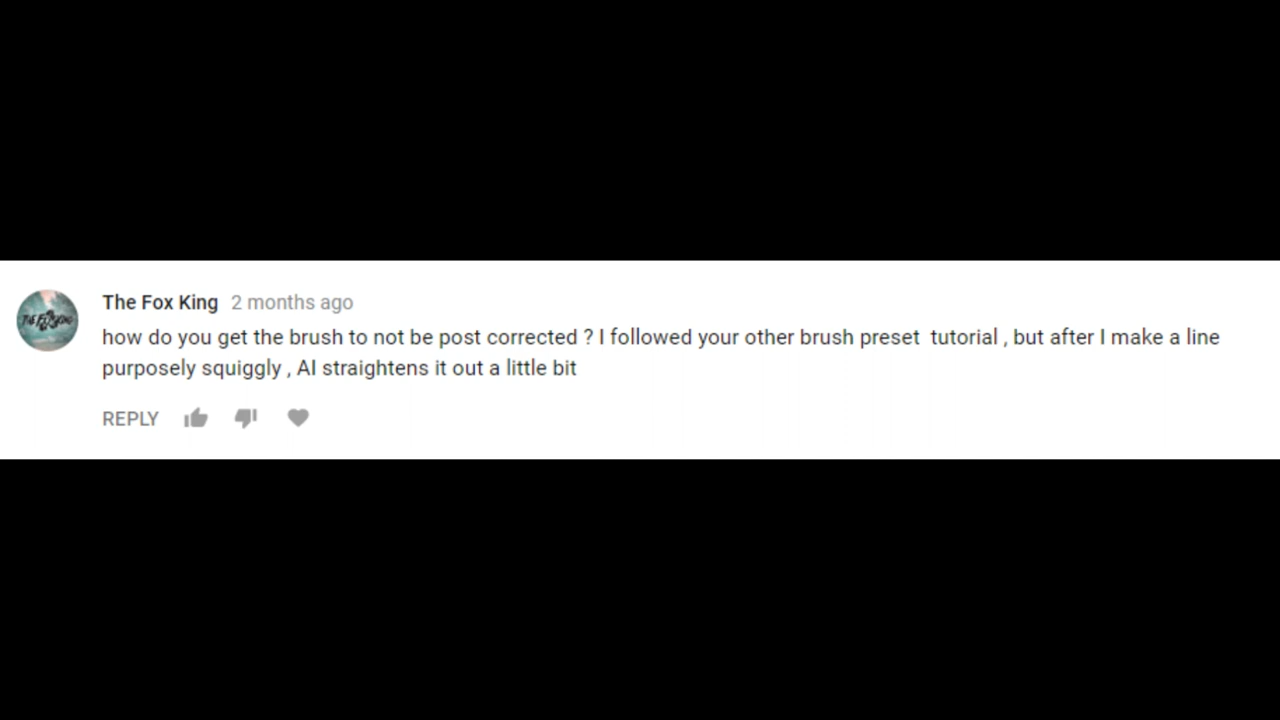 The Fox King 2 months ago
how do you get the brush to not be post corrected ? I followed your other brush preset  tutorial , but after I make a line
purposely squiggly , AI straightens it out a little bit
REPLY